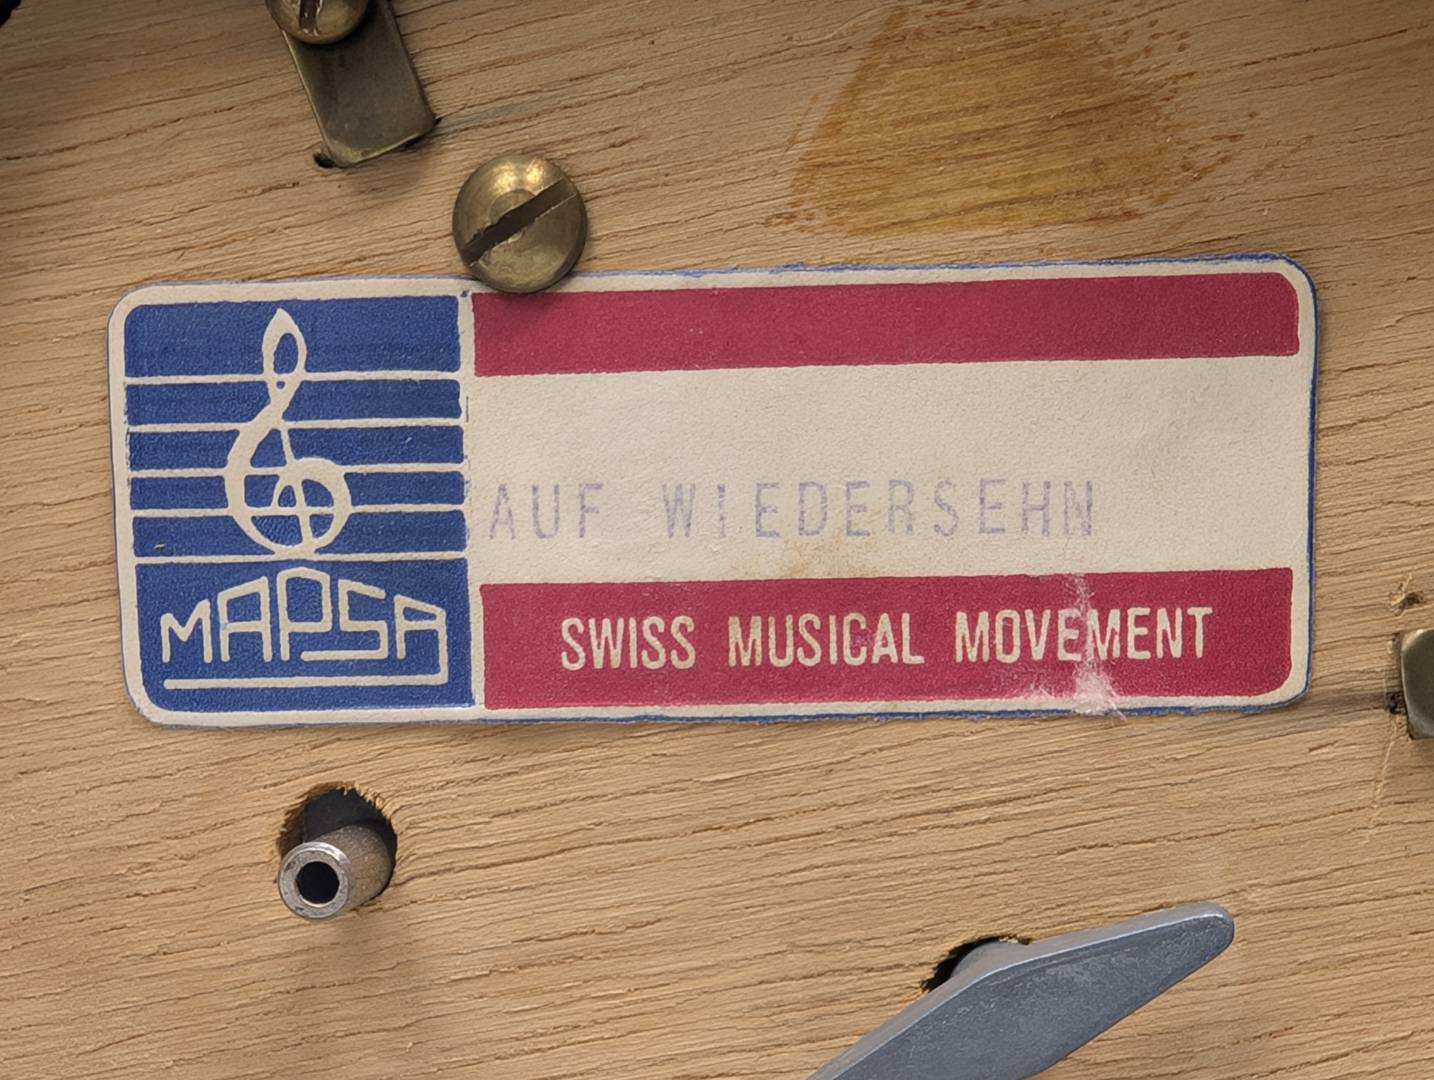 AUF WIEDERSEHN
MAPSA
SWISS MUSICAL MOVEMENT